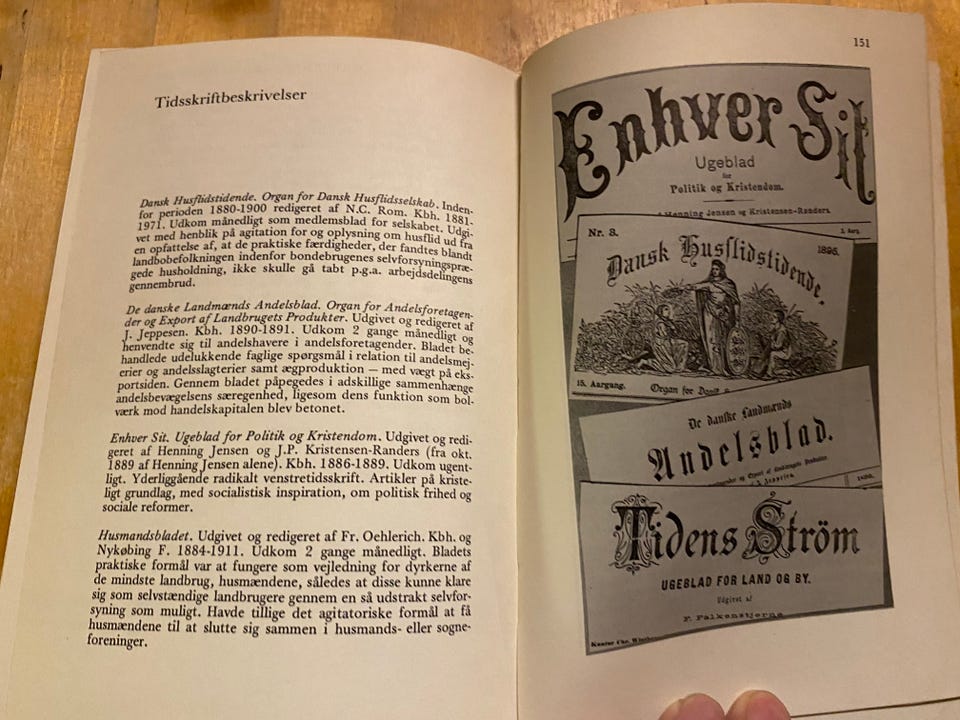 Tidsskriftbeskrivelser
Dansk Husflidstidende. Organ for Dansk Husflidsselskab. Inden-
for perioden 1880-1900 redigeret af N.C. Rom. Kbh. 1881-
1971. Udkom månedligt som medlemsblad for selskabet. Udgi-
vet med henblik på agitation for og oplysning om husflid ud fra
en opfattelse af, at de praktiske færdigheder, der fandtes blandt
landbobefolkningen indenfor bondebrugenes selvforsyningspræ-
gede husholdning, ikke skulle gå tabt p.g.a. arbejdsdelingens
gennembrud.
De danske Landmænds Andelsblad. Organ for Andelsforetagen-
der og Export af Landbrugets Produkter. Udgivet og redigeret af
J. Jeppesen. Kbh. 1890-1891. Udkom 2 gange månedligt og
henvendte sig til andelshavere i andelsforetagender. Bladet be-
handlede udelukkende faglige spørgsmål i relation til andelsmej-
erier og andelsslagterier samt ægproduktion — med vægt på eks-
portsiden. Gennem bladet påpegedes i adskillige sammenhænge
andelsbevægelsens særegenhed, ligesom dens funktion som bol-
værk mod handelskapitalen blev betonet.
Enhver Sit. Ugeblad for Politik og Kristendom. Udgivet og redi-
geret af Henning Jensen og J.P. Kristensen-Randers (fra okt.
1889 af Henning Jensen alene). Kbh. 1886-1889. Udkom ugent-
ligt. Yderliggående radikalt venstretidsskrift. Artikler på kriste-
ligt grundlag, med socialistisk inspiration, om politisk frihed og
sociale reformer.
Husmandsbladet. Udgivet og redigeret af Fr. Oehlerich. Kbh. og
Nykøbing F. 1884-1911. Udkom 2 gange månedligt. Bladets
praktiske formål var at fungere som vejledning for dyrkerne af
de mindste landbrug, husmændene, således at disse kunne klare
sig som selvstændige landbrugere gennem en så udstrakt selvfor-
syning som muligt. Havde tillige det agitatoriske formål at få
husmændene til at slutte sig sammen i husmands- eller sogne-
foreninger.
151
Enhver Sit
Ugeblad
for
Politik og Kristendom.
Henning Jensen og Kristensen-Randers.
Nr. 3.
1895.
Dansk Husflidstidende.
15. Aargang.
Organ for Dansk
De danske Landmænds
Andelsblad.
Tidens Ström
UGEBLAD FOR LAND OG BY.
Udgivet af
F. Falkenstjerne